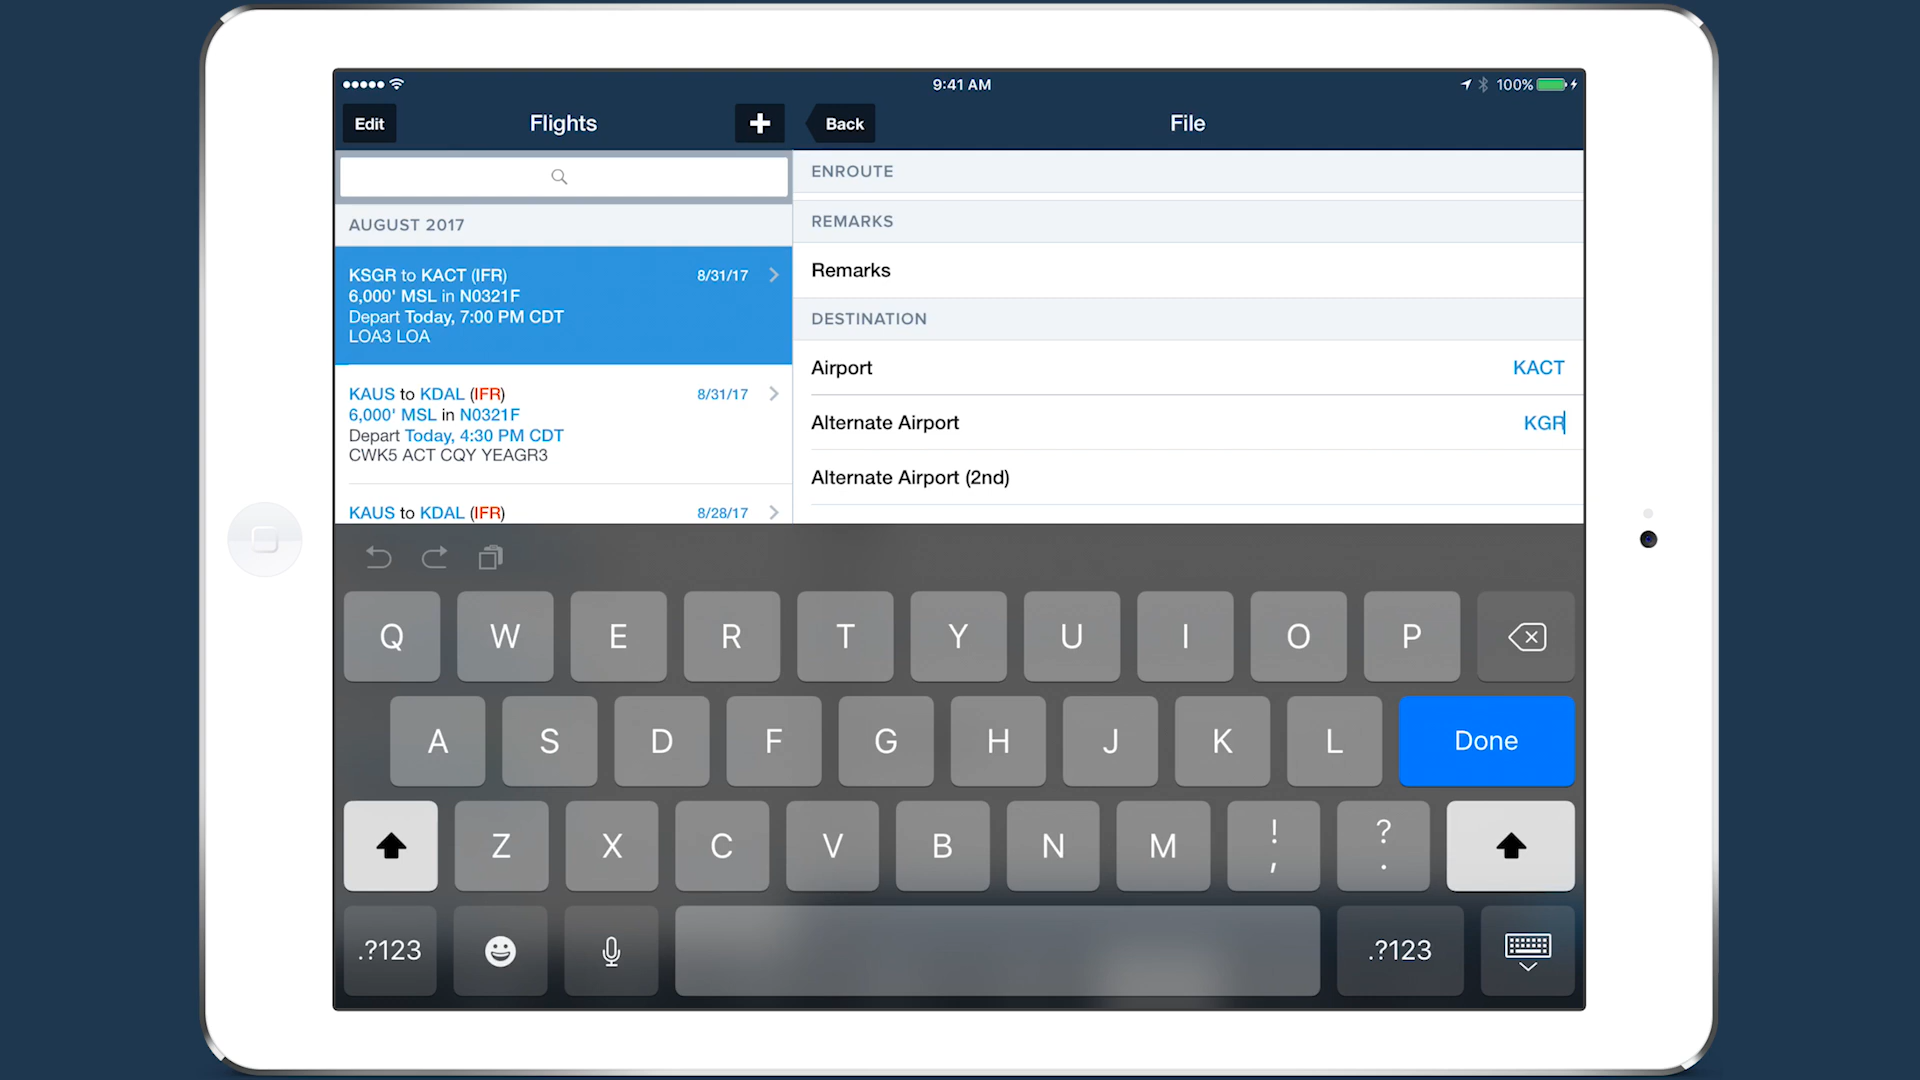 9:41 AM
100%
Edit
Flights
Back
File
AUGUST 2017
KSGR to KACT (IFR)
8/31/17
6,000' MSL in N0321F
Depart Today, 7:00 PM CDT
LOA3 LOA
KAUS to KDAL (IFR)
8/31/17
6,000' MSL in N0321F
Depart Today, 4:30 PM CDT
CWK5 ACT CQY YEAGR3
KAUS to KDAL (IFR)
8/28/17
ENROUTE
REMARKS
Remarks
DESTINATION
Airport
KACT
Alternate Airport
KGR
Alternate Airport (2nd)
Q W E R T Y U I O P
A S D F G H J K L Done
Z X C V B N M ! , ? .
.?123 .?123